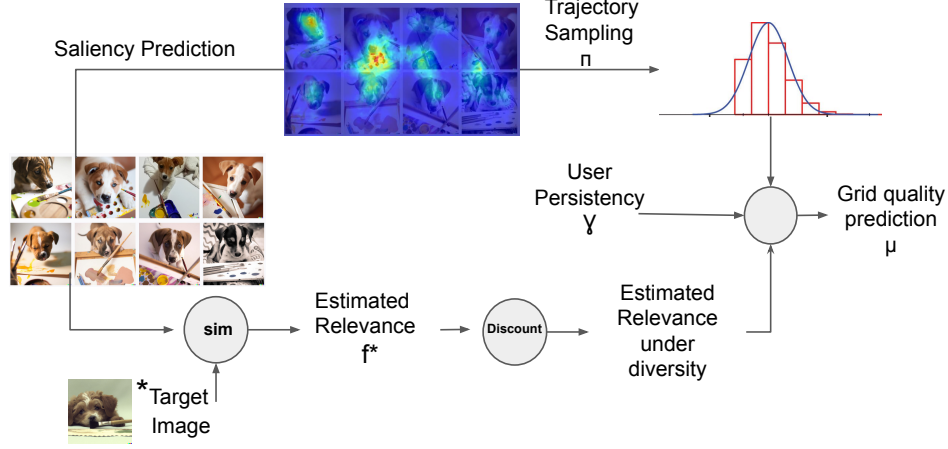 Saliency Prediction
Trajectory
Sampling
π
User
Persistency
γ
Grid quality
prediction
μ
sim
Estimated
Relevance
f*
Discount
Estimated
Relevance
under
diversity
*Target
Image